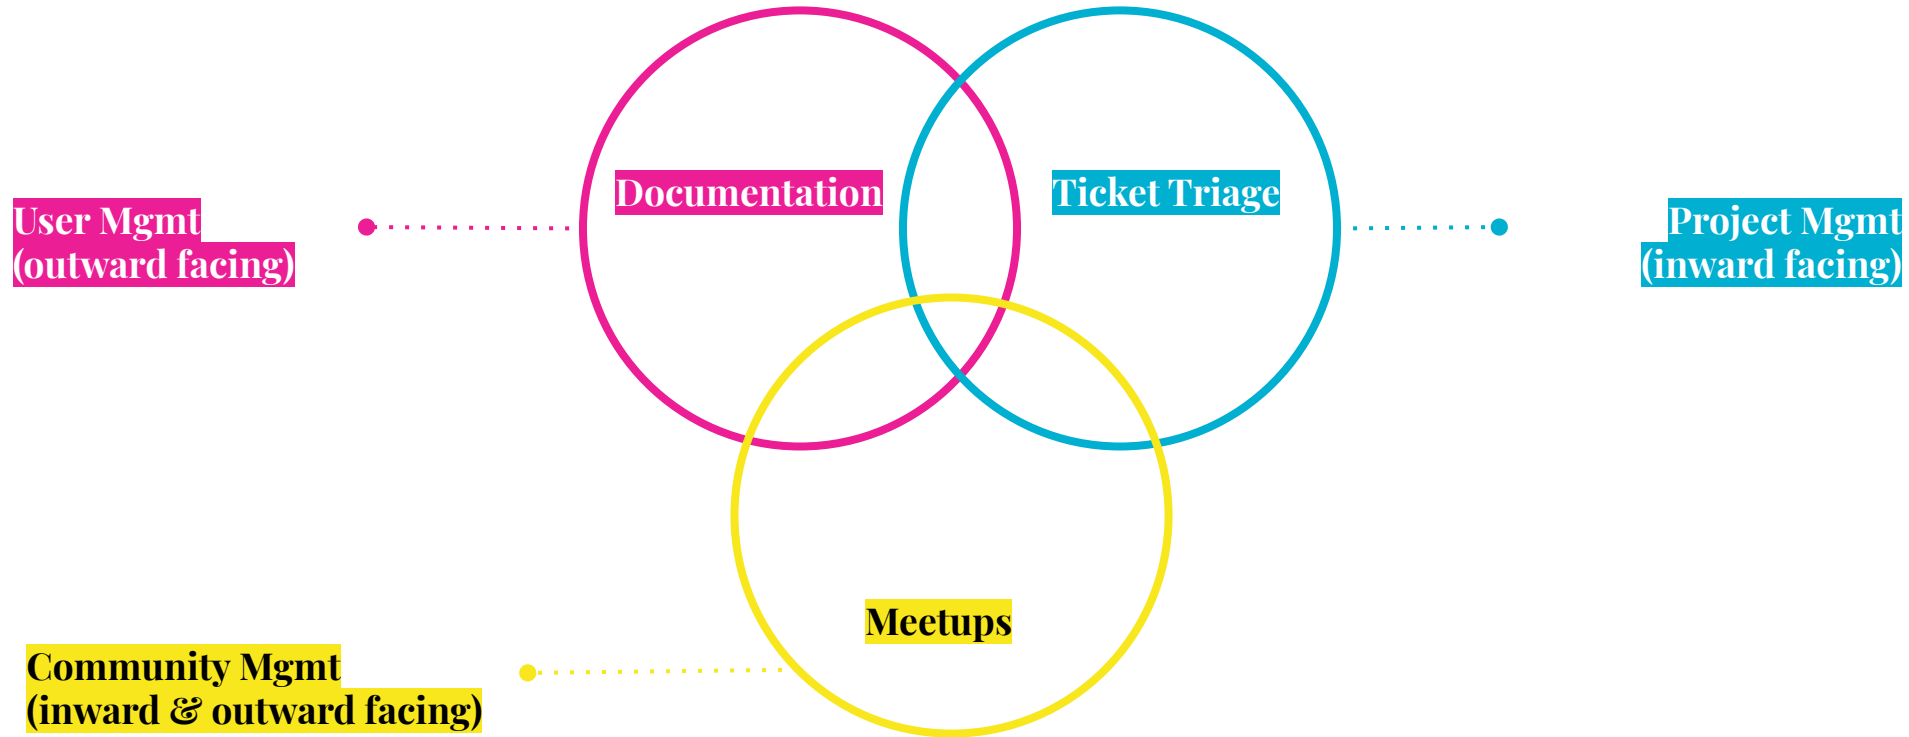 Documentation
Ticket Triage
User Mgmt
(outward facing)
Project Mgmt
(inward facing)
Meetups
Community Mgmt
(inward & outward facing)